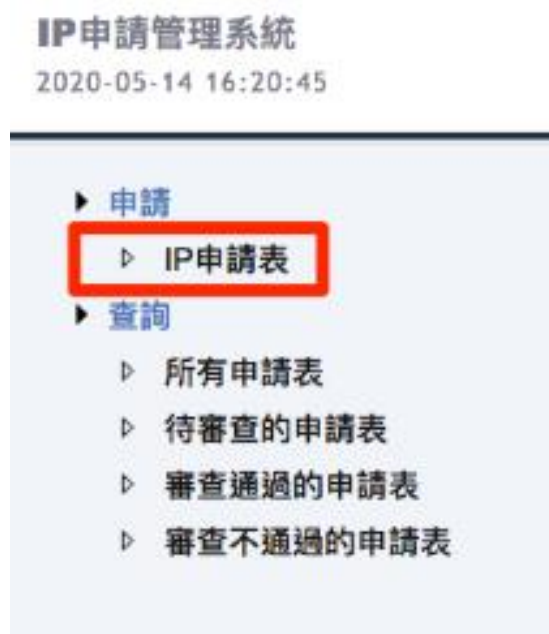 IP申請管理系統
2020-05-14 16:20:45
申請
IP申請表
查詢
所有申請表
待審查的申請表
審查通過的申請表
審查不通過的申請表